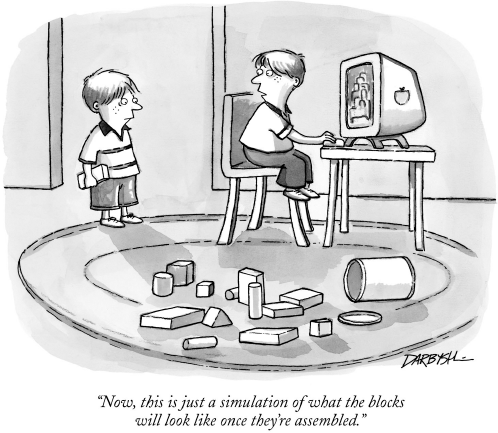 DARBYSH
“Now, this is just a simulation of what the blocks
will look like once they’re assembled.”